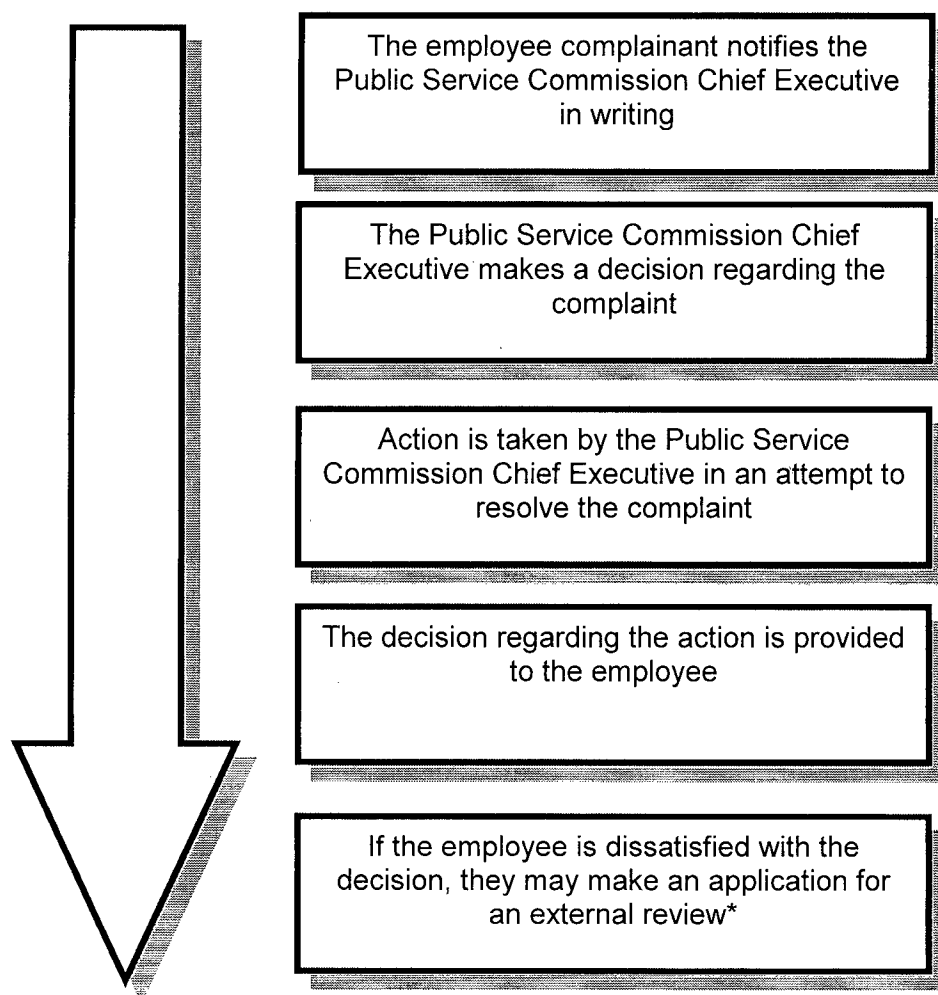 The employee complainant notifies the
Public Service Commission Chief Executive
in writing
The Public Service Commission Chief
Executive makes a decision regarding the
complaint
Action is taken by the Public Service
Commission Chief Executive in an attempt to
resolve the complaint
The decision regarding the action is provided
to the employee
If the employee is dissatisfied with the
decision, they may make an application for
an external review*